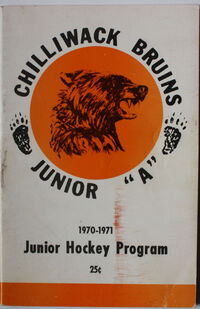 CHILLIWACK BRUINS
JUNIOR "A"
1970-1971
Junior Hockey Program
25¢